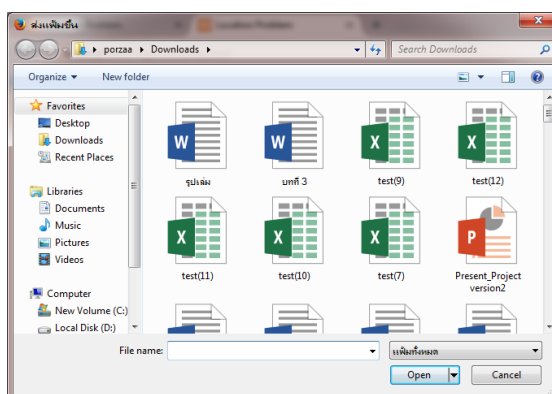 ส่งแฟ้มขึ้น
Location Problem
porzaa
Downloads
Search Downloads
Organize
New folder
Favorites
Desktop
Downloads
Recent Places
Libraries
Documents
Music
Pictures
Videos
Computer
New Volume (C:)
Local Disk (D:)
รูปเล่ม
บทที่ 3
test(9)
test(12)
test(11)
test(10)
test(7)
Present_Project
version2
File name:
แฟ้มทั้งหมด
Open
Cancel